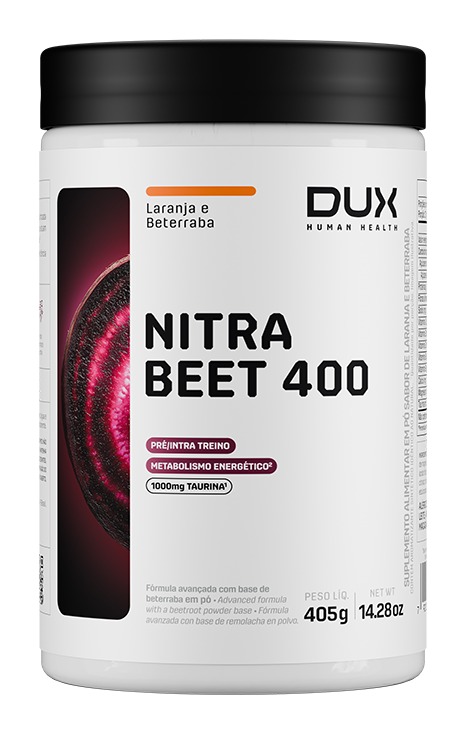 Laranja e
Beterraba
DUX
HUMAN HEALTH
NITRA
BEET 400
PRÉ/INTRA TREINO
METABOLISMO ENERGÉTICO²
1000mg TAURINA¹
Fórmula avançada com base de
beterraba em pó • Advanced formula
with a beetroot powder base • Fórmula
avanzada con base de remolacha en polvo.
PESO LÍQ.
405g
NET WT
14.28oz
SUPLEMENTO ALIMENTAR EM PÓ SABOR DE LARANJA E BETERRABA